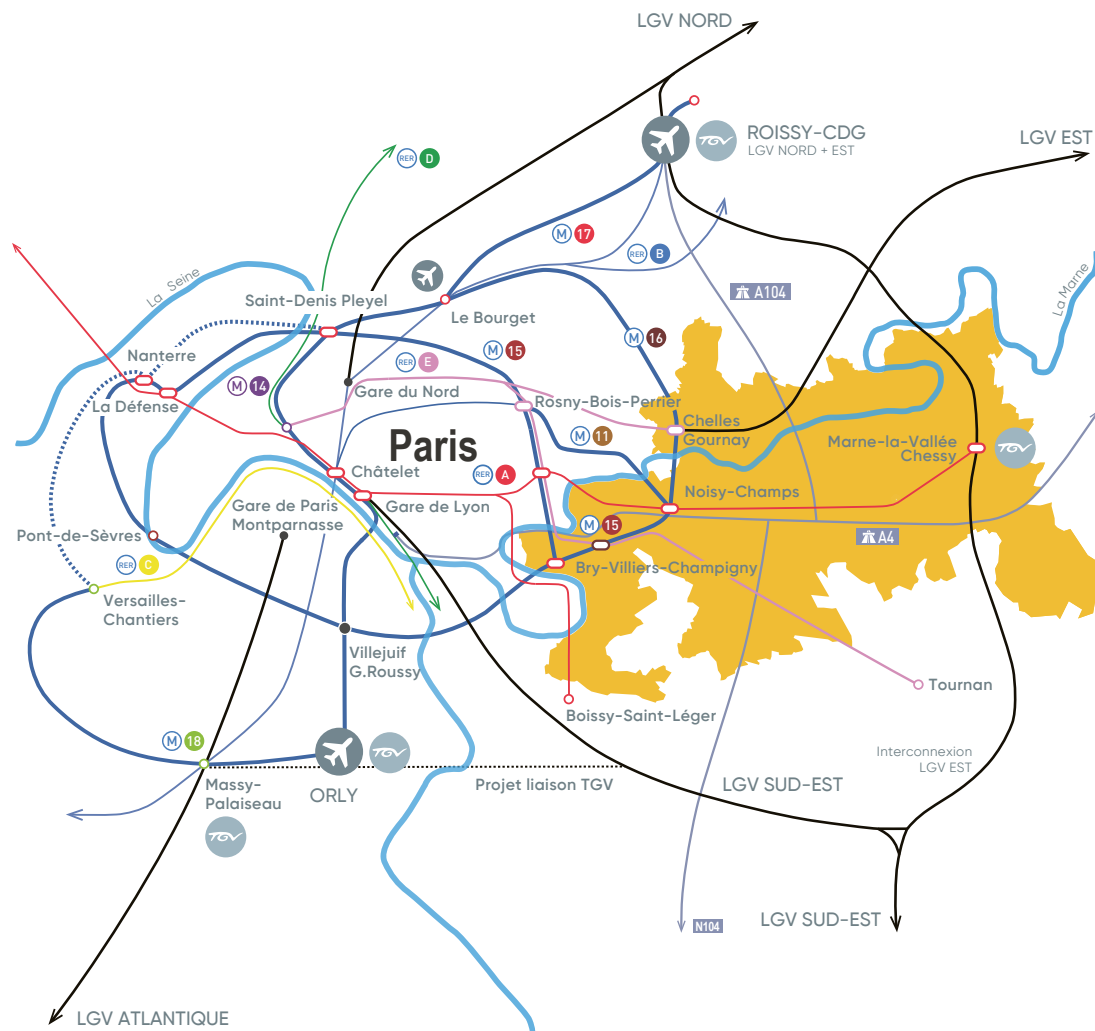 LGV NORD
TGV
ROISSY-CDG
LGV NORD + EST
LGV EST
RER D
M 17
RER B
La Seine
A104
La Marne
Saint-Denis Pleyel
Le Bourget
M 16
M 15
Nanterre
RER E
M 14
Gare du Nord
La Défense
Rosny-Bois-Perrier
Chelles
Gournay
M 11
Paris
Marne-la-Vallée
Chessy
TGV
Châtelet
RER A
Noisy-Champs
Gare de Paris
Montparnasse
Gare de Lyon
M 15
Pont-de-Sèvres
A4
RER C
Bry-Villiers-Champigny
Versailles-
Chantiers
Villejuif
G.Roussy
Tournan
Boissy-Saint-Léger
M 18
TGV
Interconnexion
LGV EST
Massy-
Palaiseau
ORLY
Projet liaison TGV
LGV SUD-EST
TGV
LGV SUD-EST
N104
LGV ATLANTIQUE